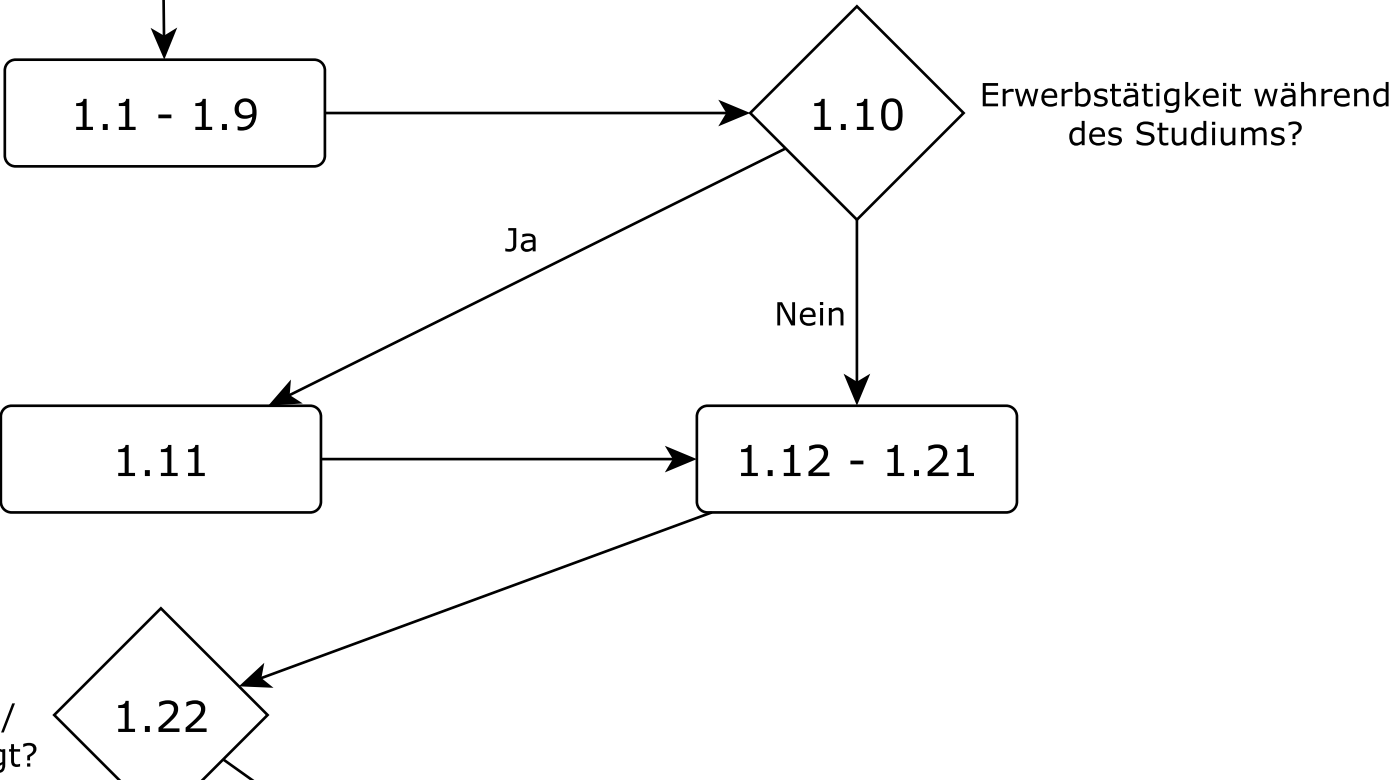 1.1 - 1.9
1.10
Erwerbstätigkeit während
des Studiums?
Ja
Nein
1.11
1.12 - 1.21
1.22
/
gt?